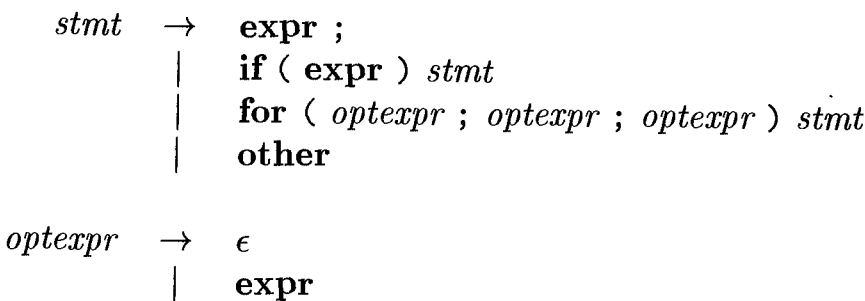 stmt → expr ;
| if ( expr ) stmt
| for ( optexpr ; optexpr ; optexpr ) stmt
| other
optexpr → ϵ
| expr